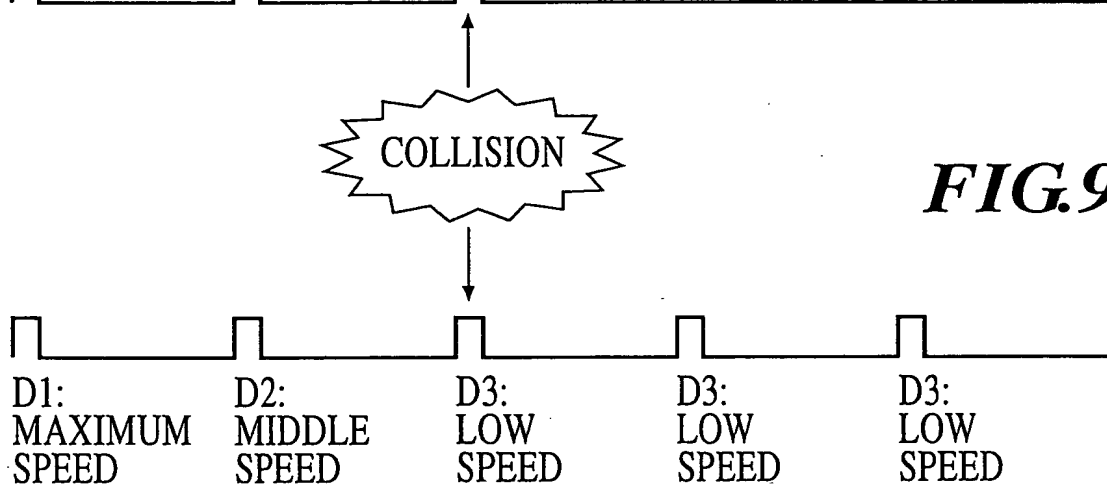 COLLISION
FIG.9
D1: D2: D3: D3: D3:
MAXIMUM MIDDLE LOW LOW LOW
SPEED SPEED SPEED SPEED SPEED